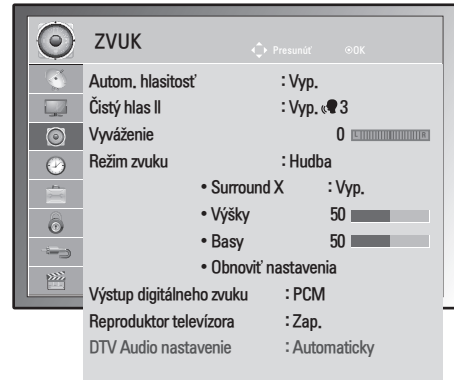 ZVUK
Presunúť OK
Autom. hlasitosť : Vyp.
Čistý hlas II : Vyp. 3
Vyváženie 0 L R
Režim zvuku : Hudba
• Surround X : Vyp.
• Výšky 50
• Basy 50
• Obnoviť nastavenia
Výstup digitálneho zvuku : PCM
Reproduktor televízora : Zap.
DTV Audio nastavenie : Automaticky